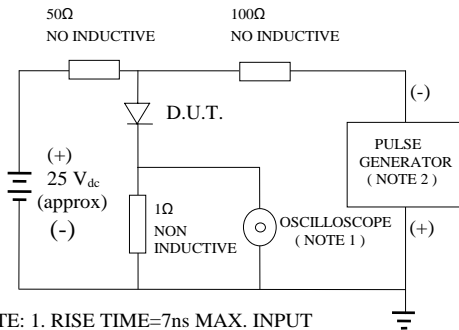 50Ω
NO INDUCTIVE
100Ω
NO INDUCTIVE
D.U.T.
(-)
PULSE
GENERATOR
( NOTE 2 )
(+)
(+)
25 Vdc
(approx)
(-)
1Ω
NON
INDUCTIVE
OSCILLOSCOPE
( NOTE 1 )
TE: 1. RISE TIME=7ns MAX. INPUT